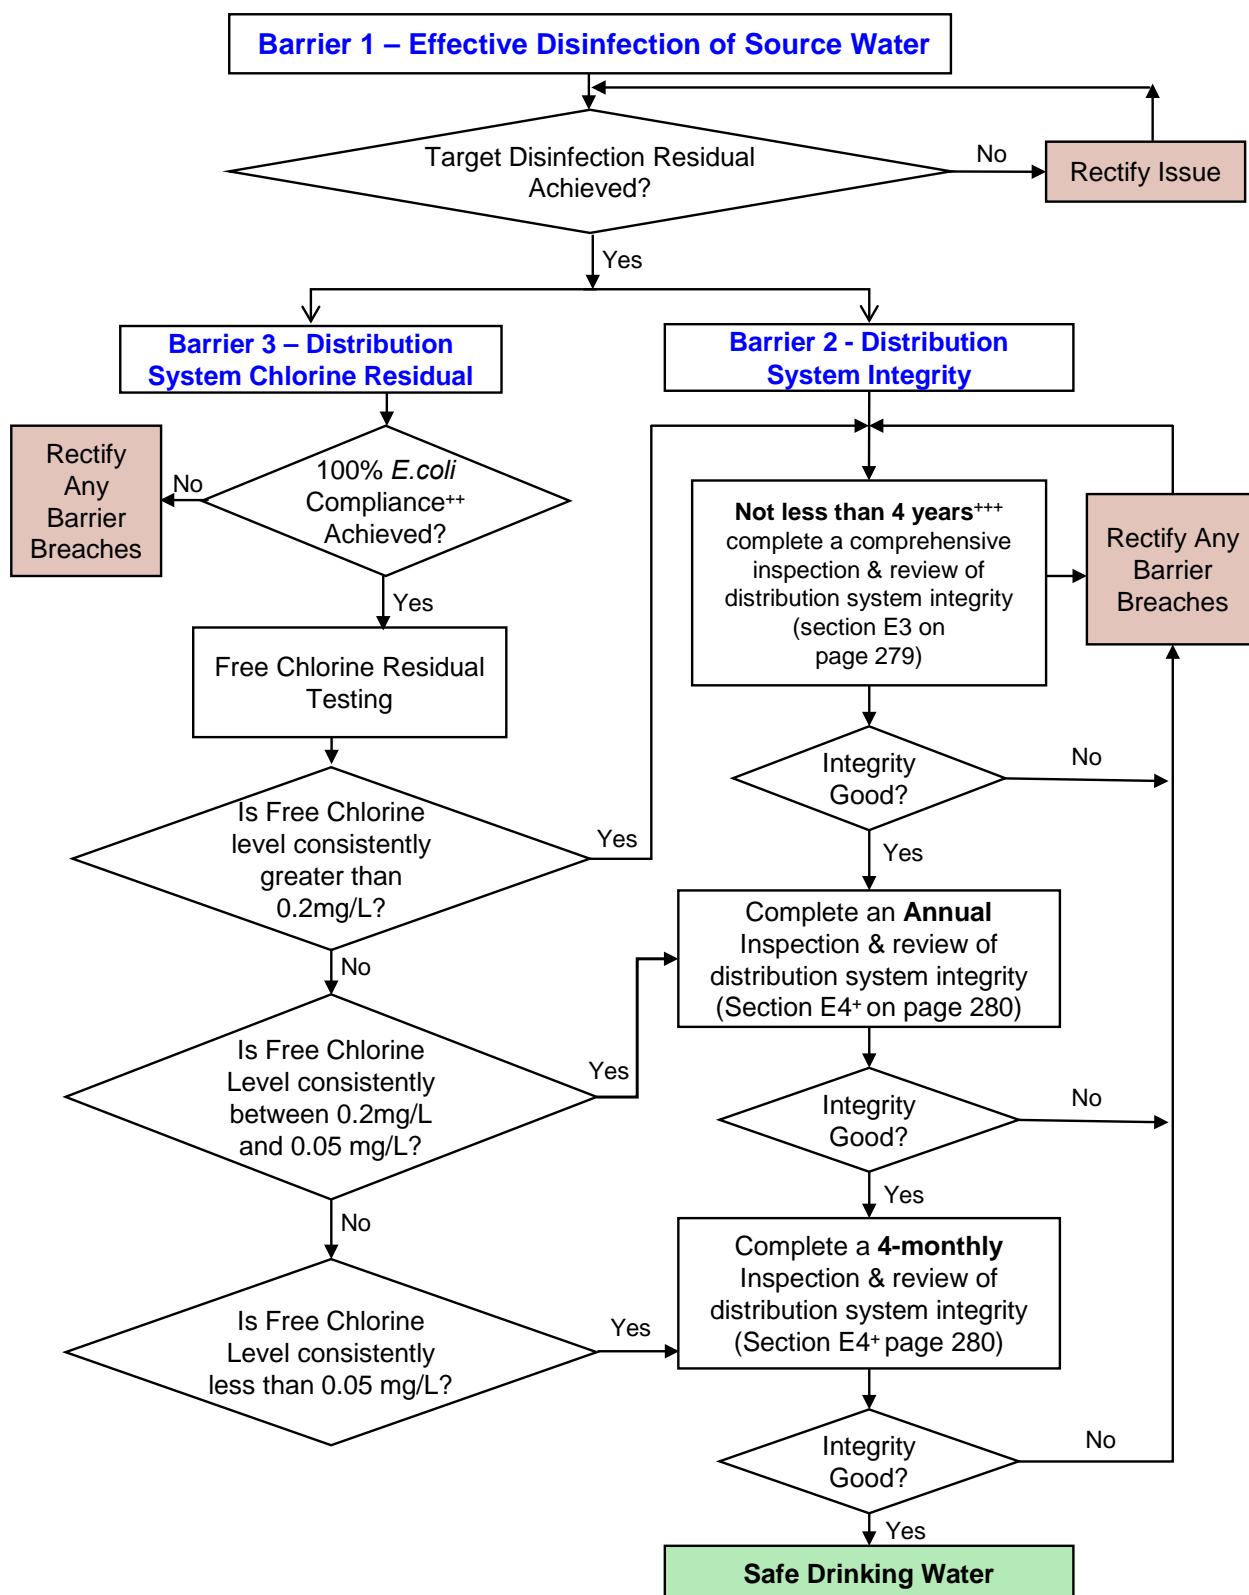 Barrier 1 – Effective Disinfection of Source Water
Target Disinfection Residual
Achieved?
No
Rectify Issue
Yes
Barrier 3 – Distribution
System Chlorine Residual
Barrier 2 - Distribution
System Integrity
Rectify
Any
Barrier
Breaches
No
100% E.coli
Compliance++
Achieved?
Yes
Free Chlorine Residual
Testing
Is Free Chlorine
level consistently
greater than
0.2mg/L?
Yes
No
Is Free Chlorine
Level consistently
between 0.2mg/L
and 0.05 mg/L?
Yes
No
Is Free Chlorine
Level consistently
less than 0.05 mg/L?
Yes
Not less than 4 years+++
complete a comprehensive
inspection & review of
distribution system integrity
(section E3 on
page 279)
Rectify Any
Barrier
Breaches
Integrity
Good?
No
Yes
Complete an Annual
Inspection & review of
distribution system integrity
(Section E4+ on page 280)
Integrity
Good?
No
Yes
Complete a 4-monthly
Inspection & review of
distribution system integrity
(Section E4+ page 280)
Integrity
Good?
No
Yes
Safe Drinking Water